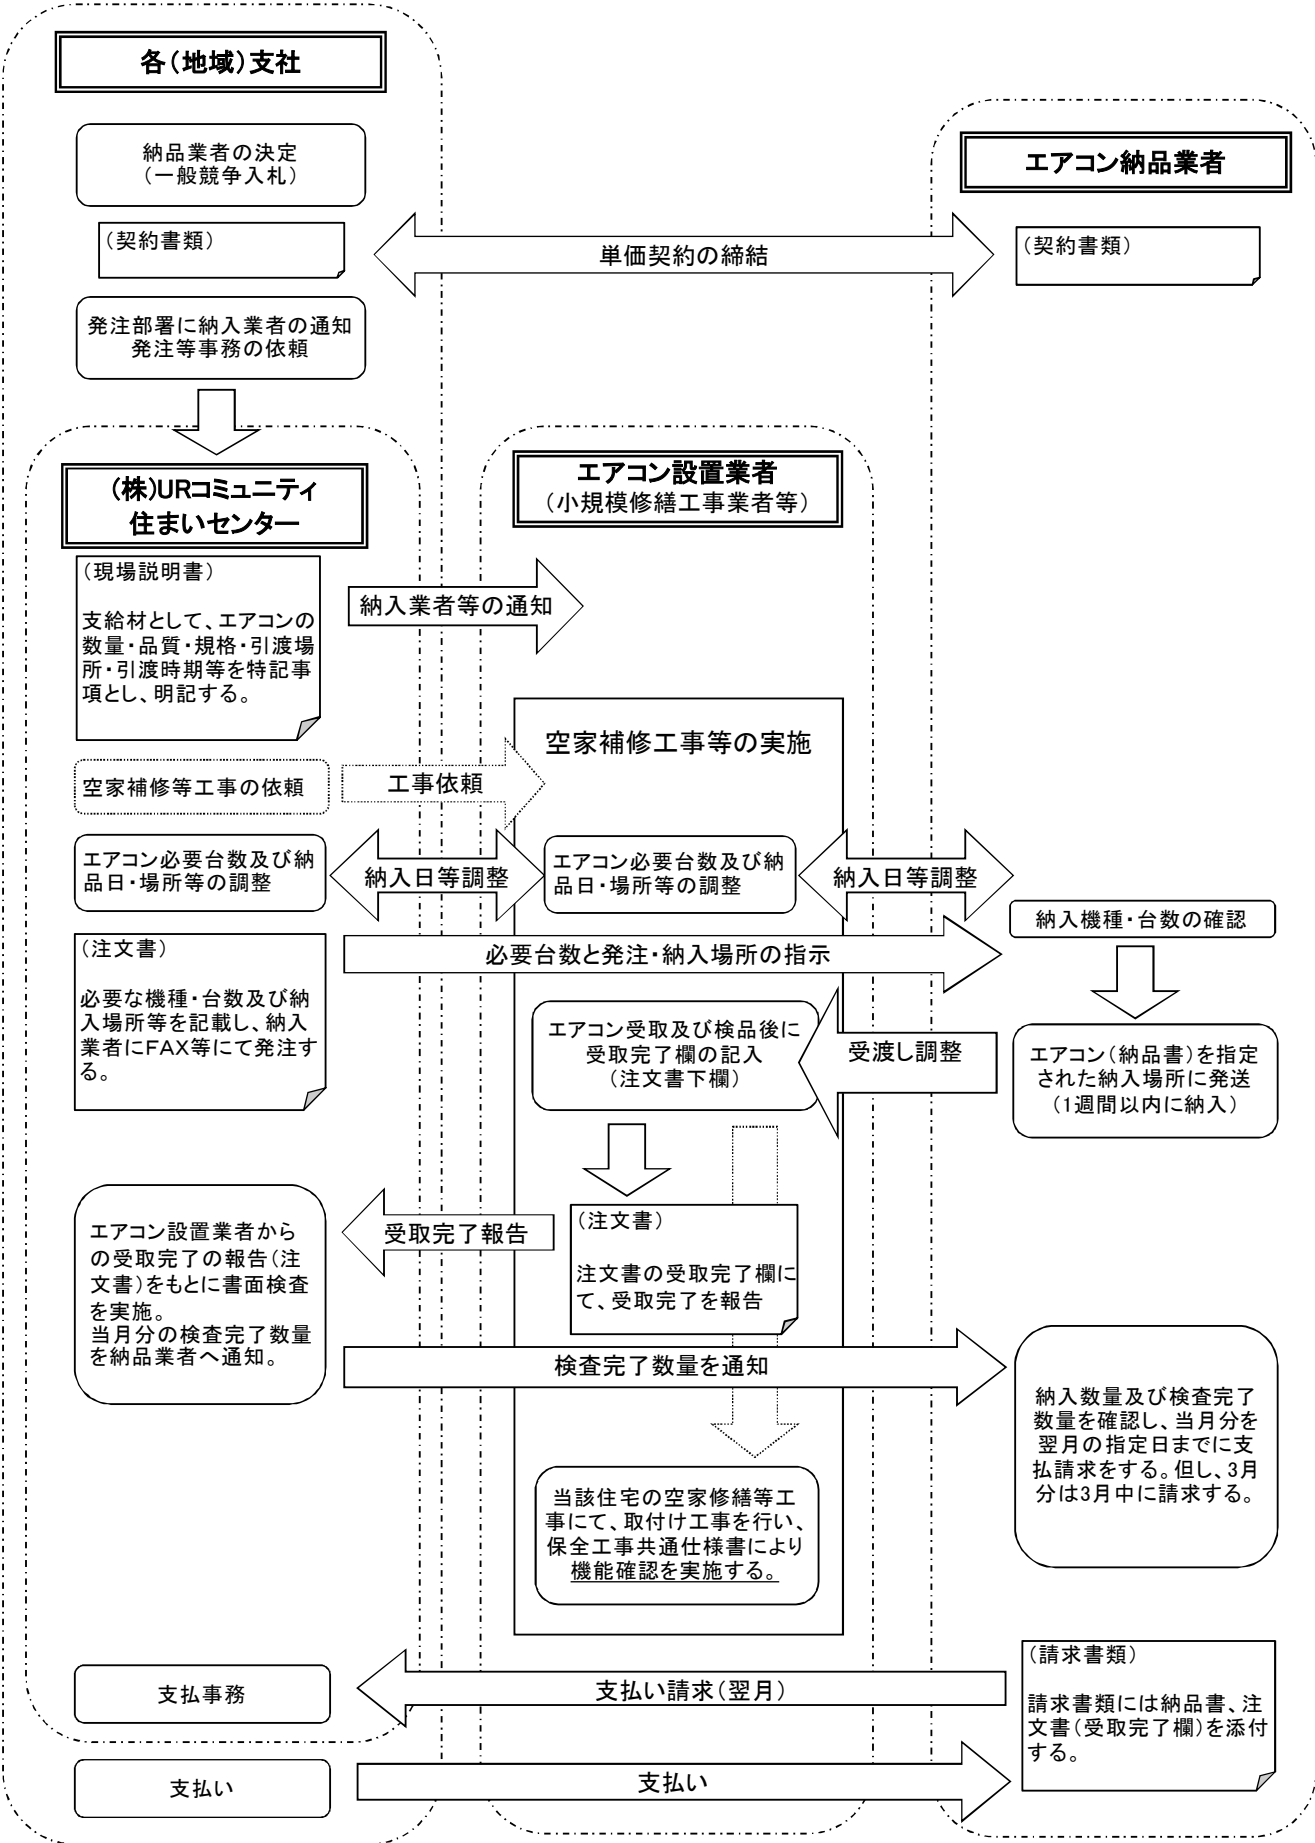 各（地域）支社
納品業者の決定
（一般競争入札）
（契約書類）
単価契約の締結
エアコン納品業者
（契約書類）
発注部署に納入業者の通知
発注等事務の依頼
（株）URコミュニティ
住まいセンター
エアコン設置業者
（小規模修繕工事業者等）
（現場説明書）
支給材として、エアコンの
数量・品質・規格・引渡場
所・引渡時期等を特記事
項とし、明記する。
納入業者等の通知
空家補修工事等の実施
空家補修等工事の依頼
工事依頼
エアコン必要台数及び納
品日・場所等の調整
納入日等調整
エアコン必要台数及び納
品日・場所等の調整
納入日等調整
納入機種・台数の確認
（注文書）
必要な機種・台数及び納
入場所等を記載し、納入
業者にFAX等にて発注す
る。
必要台数と発注・納入場所の指示
エアコン受取及び検品後に
受取完了欄の記入
（注文書下欄）
受渡し調整
エアコン（納品書）を指定
された納入場所に発送
（1週間以内に納入）
エアコン設置業者から
の受取完了の報告（注
文書）をもとに書面検査
を実施。
当月分の検査完了数量
を納品業者へ通知。
受取完了報告
（注文書）
注文書の受取完了欄に
て、受取完了を報告
検査完了数量を通知
納入数量及び検査完了
数量を確認し、当月分を
翌月の指定日までに支
払請求をする。但し、3月
分は3月中に請求する。
当該住宅の空家修繕等工
事にて、取付け工事を行い、
保全工事共通仕様書により
機能確認を実施する。
支払事務
支払い請求（翌月）
（請求書類）
請求書類には納品書、注
文書（受取完了欄）を添付
する。
支払い
支払い